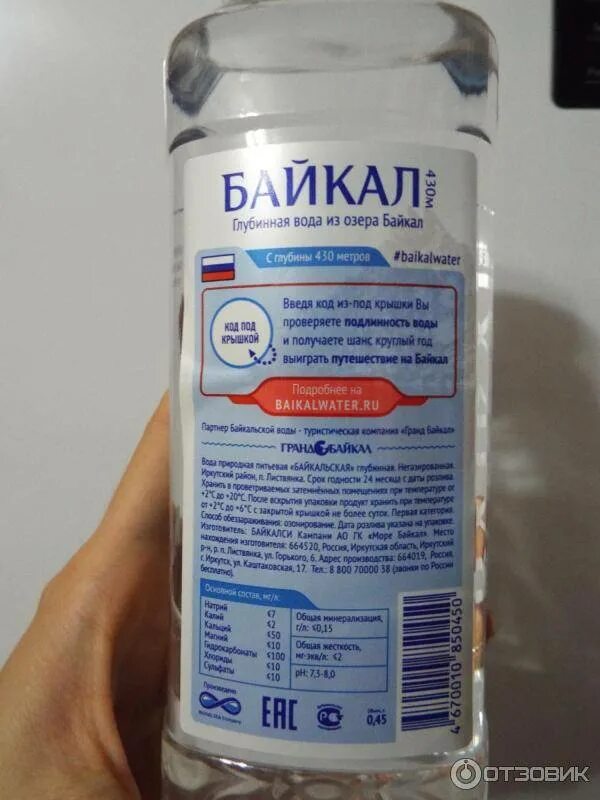 БАЙКАЛ
430м
Глубинная вода из озера Байкал
С глубины 430 метров
#baikalwater
КОД ПОД
КРЫШКОЙ
Введя код из-под крышки Вы
проверяете подлинность воды
и получаете шанс круглый год
выиграть путешествие на Байкал
Подробнее на
BAIKALWATER.RU
Партнер Байкальской воды - туристическая компания «Гранд Байкал»
ГРАНД БАЙКАЛ
Вода природная питьевая «БАЙКАЛЬСКАЯ» глубинная. Негазированная.
Иркутский район, п. Листвянка. Срок годности 24 месяца с даты розлива.
Хранить в проветриваемых затемнённых помещениях при температуре от
+2°С до +20°С. После вскрытия упаковки продукт хранить при температуре
от +2°С до +6°С с закрытой крышкой не более суток. Первая категория.
Способ обеззараживания: озонирование. Дата розлива указана на упаковке.
Изготовитель: БАЙКАЛСИ Кампани АО ГК «Море Байкал». Место
нахождения изготовителя: 664520, Россия, Иркутская область, Иркутский
р-н, р. п. Листвянка, ул. Горького, 6. Адрес производства: 664019, Россия,
г. Иркутск, ул. Каштаковская, 17. Тел.: 8 800 70000 38 (звонки по России
бесплатно).
Основной состав, мг/л:
Натрий ≤7
Калий ≤2
Кальций ≤50
Магний ≤10
Гидрокарбонаты ≤100
Хлориды ≤10
Сульфаты ≤10
Общая минерализация,
г/л: ≤0,15
Общая жесткость,
мг-экв/л: ≤2
pH: 7,3-8,0
Произведено
BAIKALSEA Company
EAC
РСТ
Объем, л
0,45
4 670010 850450
ОТЗОВИК